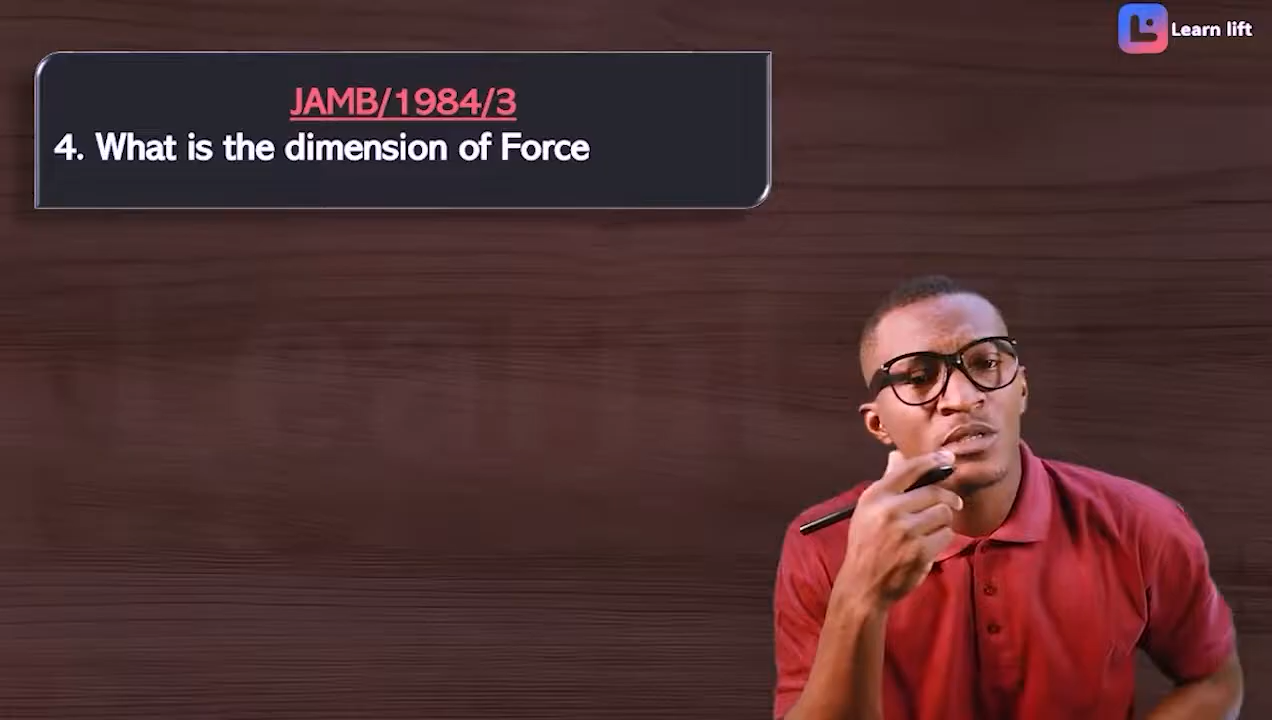 Learn lift
JAMB/1984/3
4. What is the dimension of Force